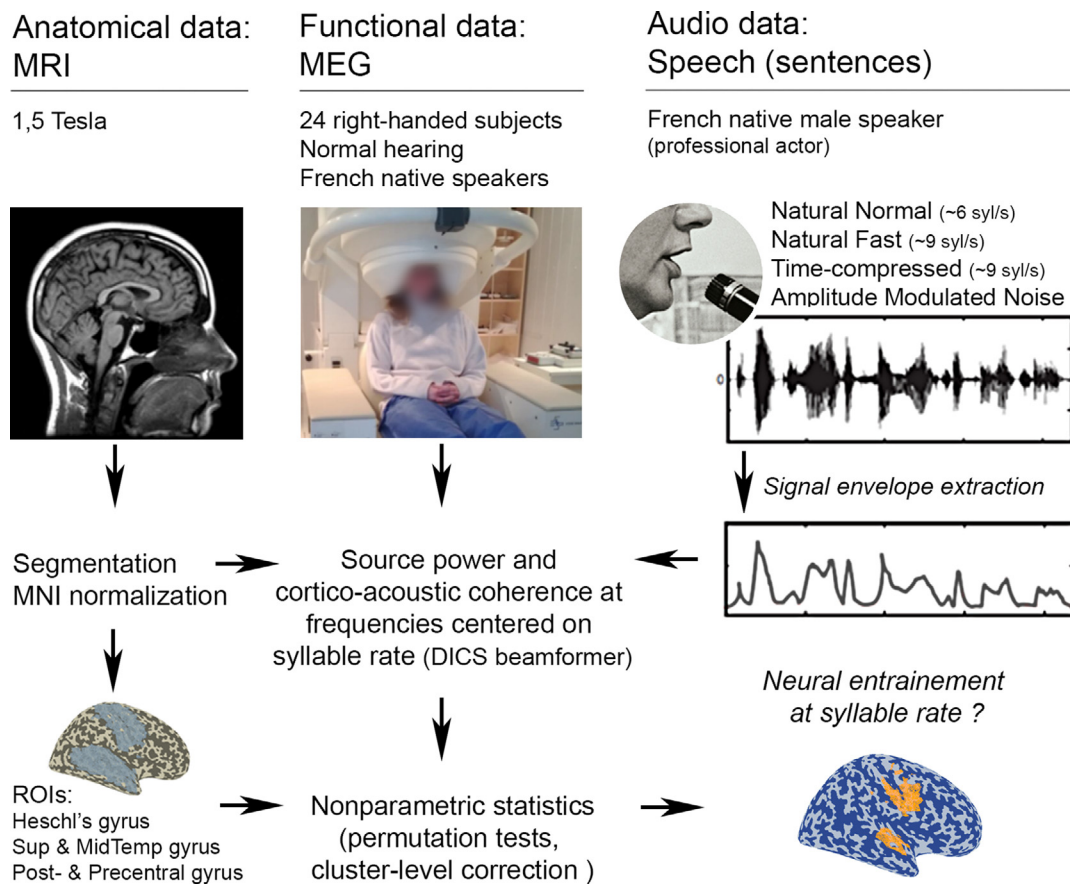 Anatomical data:
MRI
1,5 Tesla
Functional data:
MEG
24 right-handed subjects
Normal hearing
French native speakers
Audio data:
Speech (sentences)
French native male speaker
(professional actor)
Natural Normal (~6 syl/s)
Natural Fast (~9 syl/s)
Time-compressed (~9 syl/s)
Amplitude Modulated Noise
0
Signal envelope extraction
Segmentation
MNI normalization
Source power and
cortico-acoustic coherence at
frequencies centered on
syllable rate (DICS beamformer)
Neural entrainement
at syllable rate ?
ROIs:
Heschl's gyrus
Sup & MidTemp gyrus
Post- & Precentral gyrus
Nonparametric statistics
(permutation tests,
cluster-level correction )